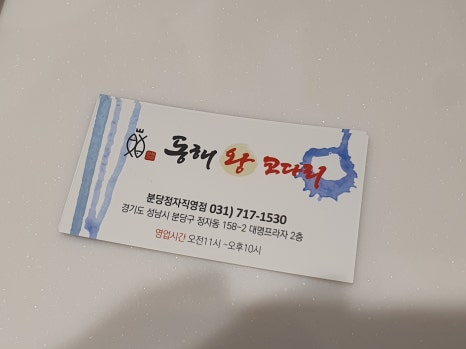 동해 왕 코다리
분당정자직영점 031) 717-1530
경기도 성남시 분당구 정자동 158-2 대명프라자 2층
영업시간 오전11시 ~오후10시